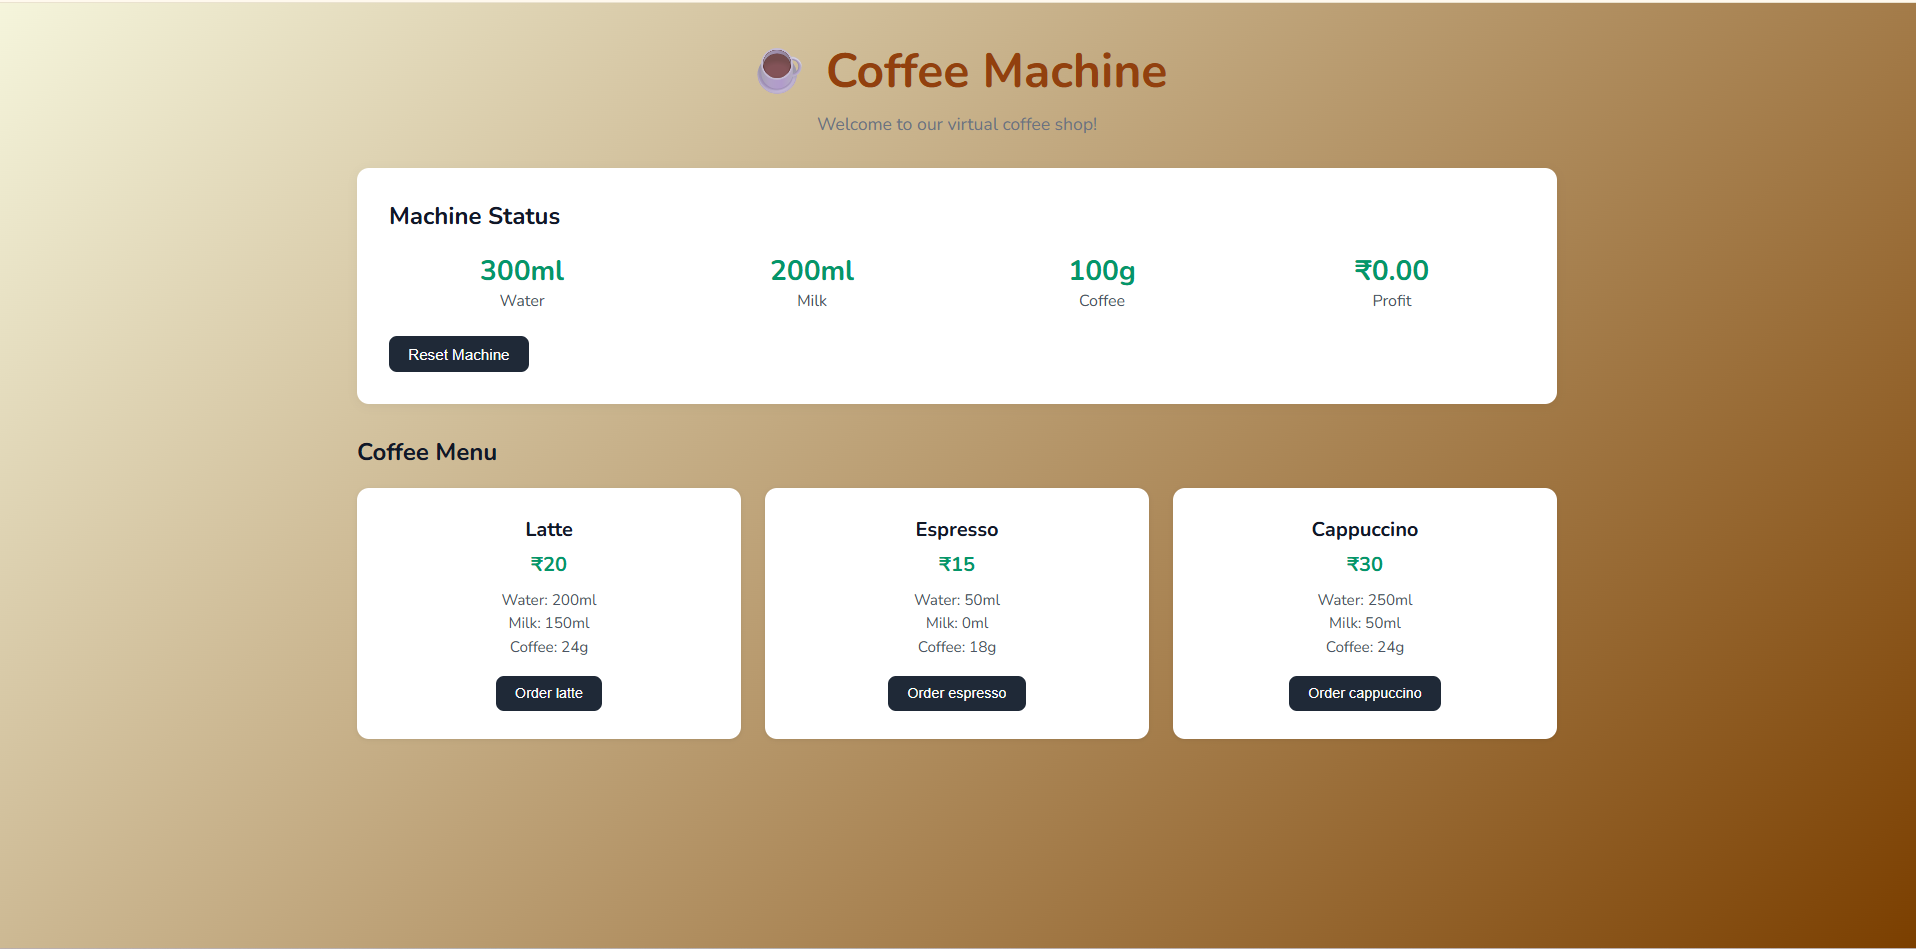 Coffee Machine
Welcome to our virtual coffee shop!
Machine Status
300ml 200ml 100g ₹0.00
Water Milk Coffee Profit
Reset Machine
Coffee Menu
Latte
₹20
Water: 200ml
Milk: 150ml
Coffee: 24g
Order latte
Espresso
₹15
Water: 50ml
Milk: 0ml
Coffee: 18g
Order espresso
Cappuccino
₹30
Water: 250ml
Milk: 50ml
Coffee: 24g
Order cappuccino